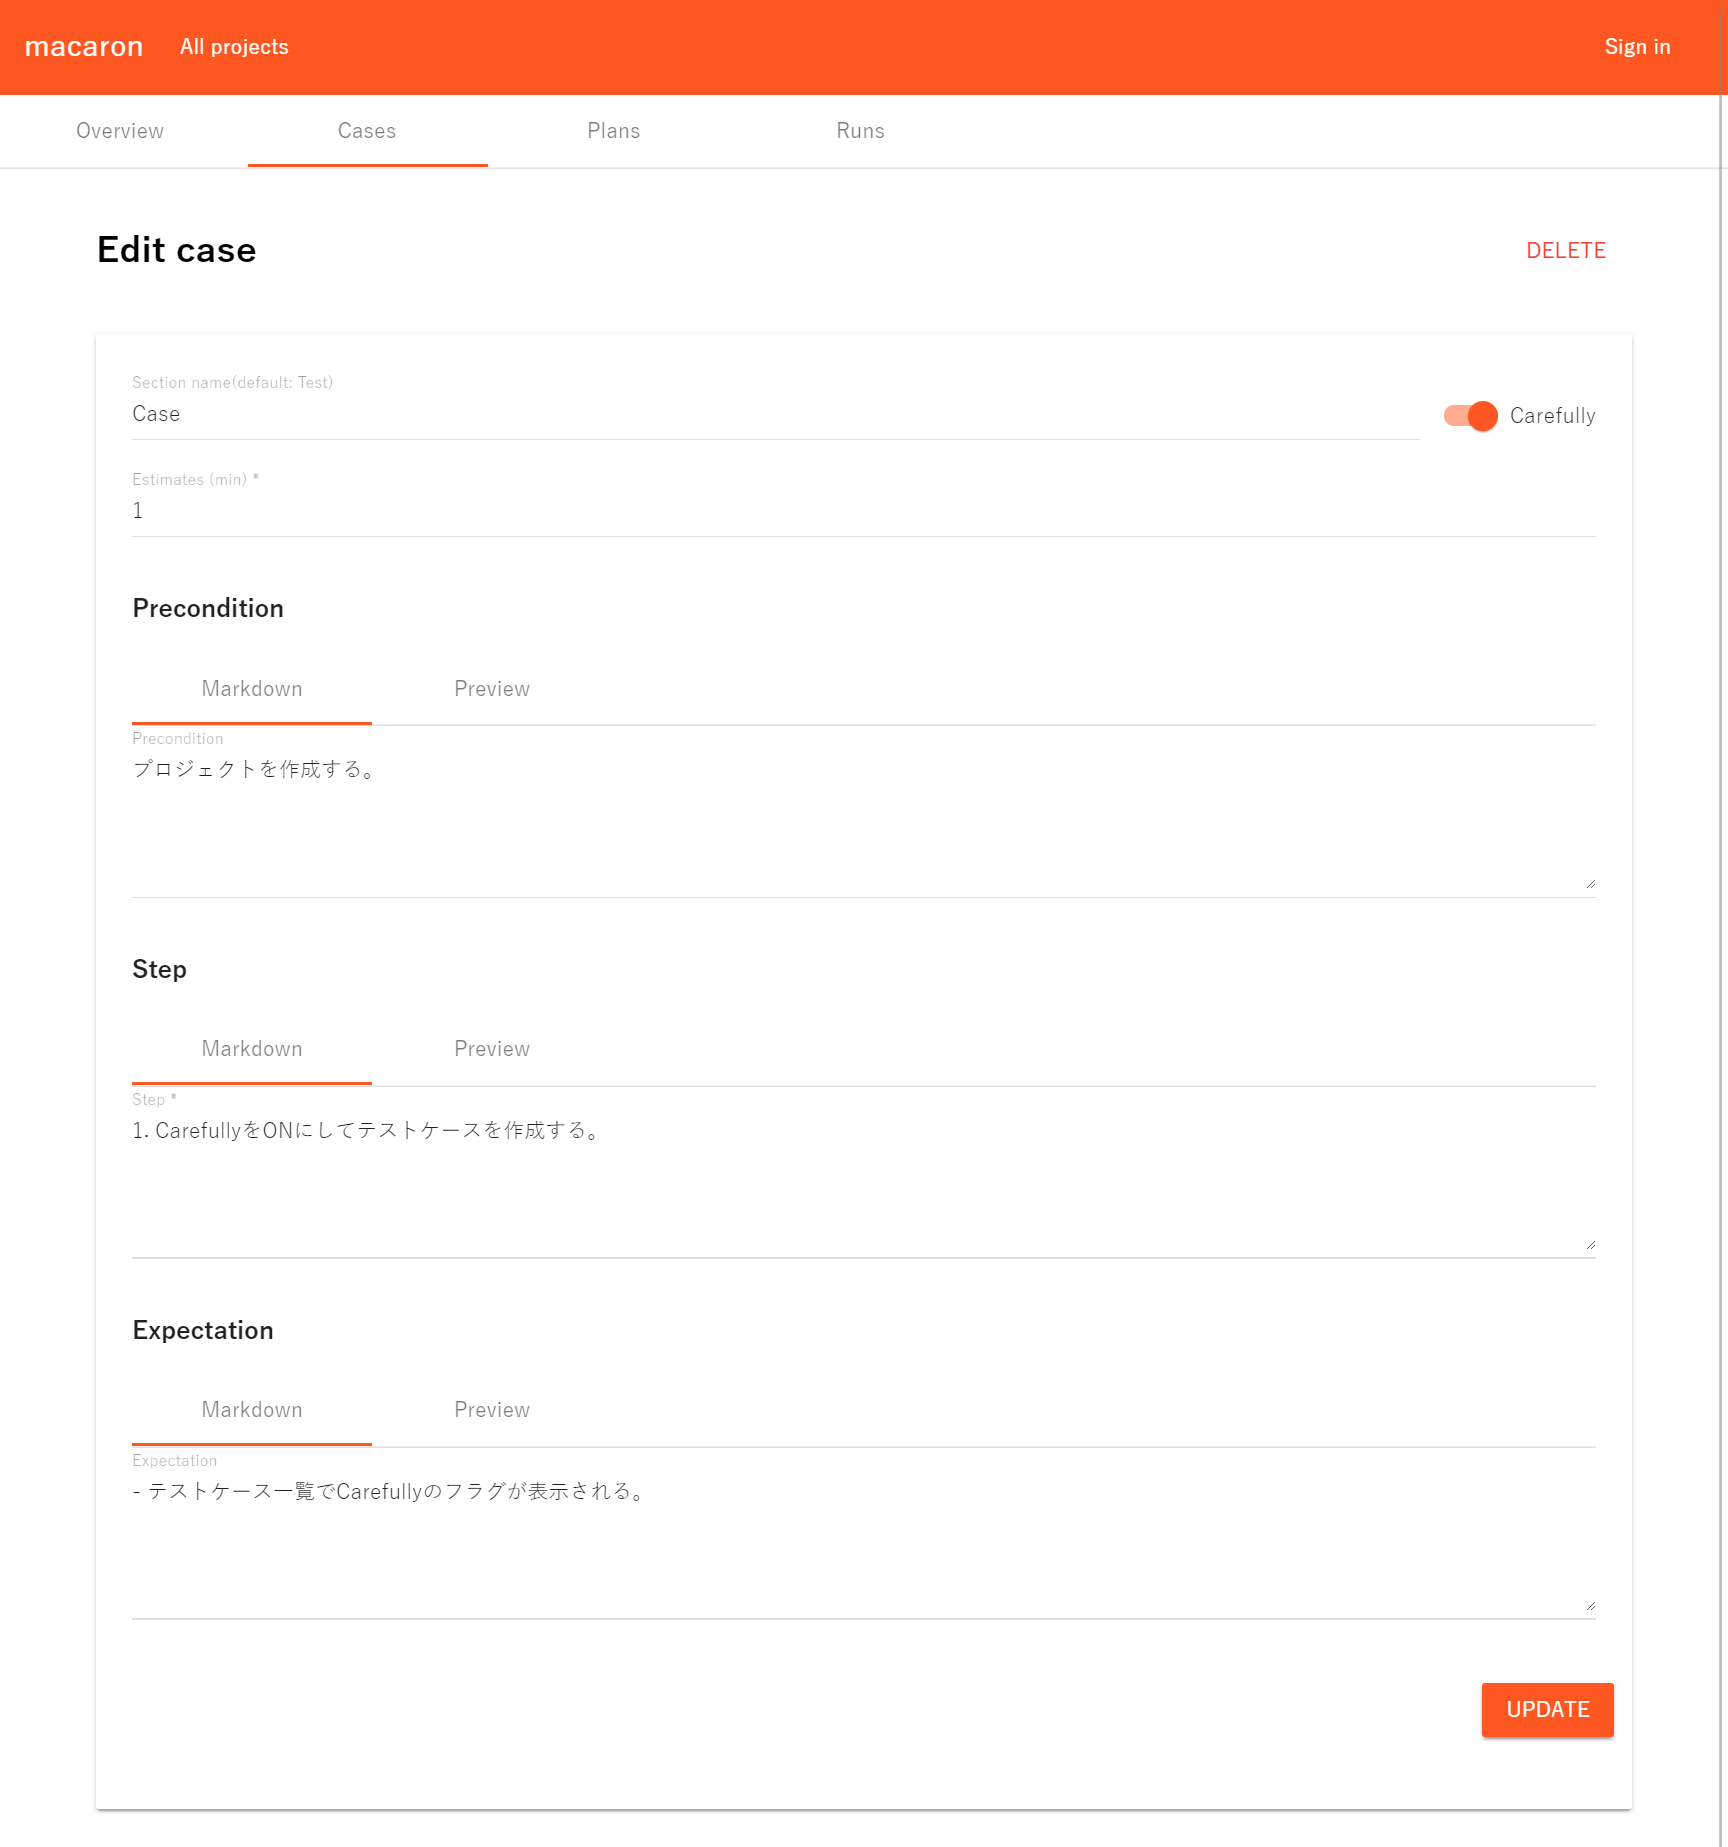 macaron All projects Sign in
Overview Cases Plans Runs
Edit case DELETE
Section name(default: Test)
Case Carefully
Estimates (min) *
1
Precondition
Markdown Preview
Precondition
プロジェクトを作成する。
Step
Markdown Preview
Step *
1. CarefullyをONにしてテストケースを作成する。
Expectation
Markdown Preview
Expectation
- テストケース一覧でCarefullyのフラグが表示される。
UPDATE